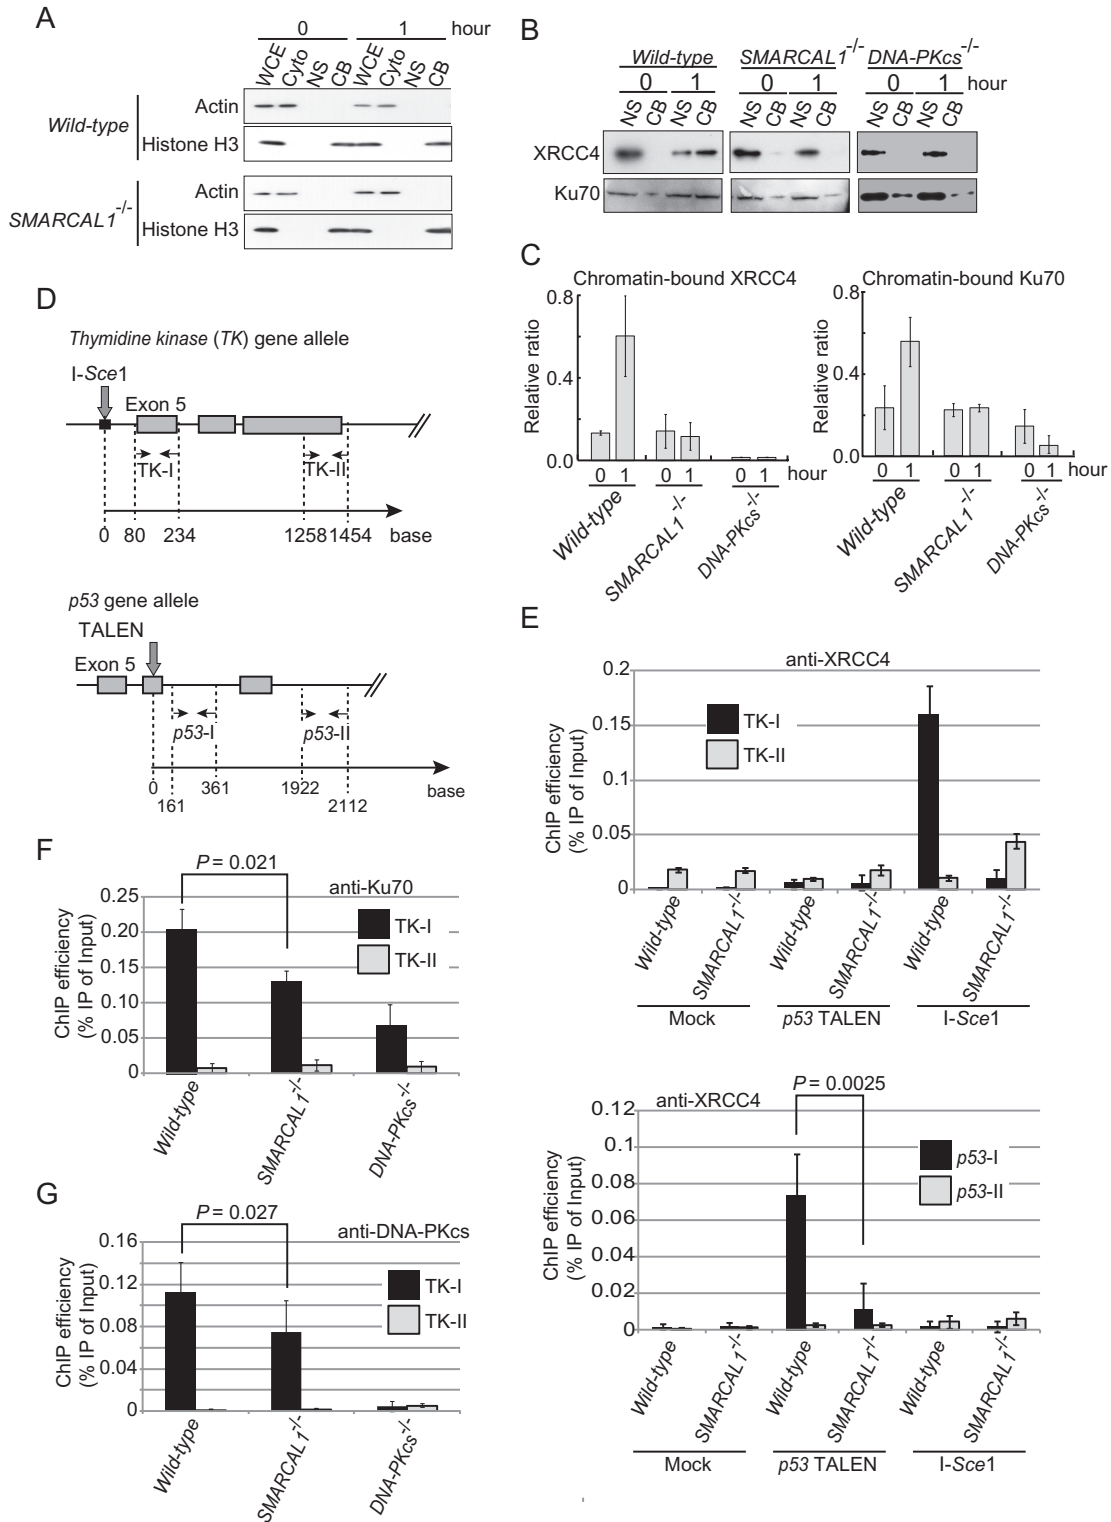 A
0 1 hour
WCE Cyto NS CB WCE Cyto NS CB
Wild-type
Actin
Histone H3
SMARCAL1-/-
Actin
Histone H3
B
Wild-type SMARCAL1-/- DNA-PKcs-/-
0 1 0 1 0 1 hour
NS CB NS CB NS CB NS CB NS CB NS CB
XRCC4
Ku70
C
Chromatin-bound XRCC4
Relative ratio
0.8
0.4
0.0
0 1 0 1 0 1 hour
Wild-type
SMARCAL1-/-
DNA-PKcs-/-
Chromatin-bound Ku70
Relative ratio
0.8
0.4
0.0
0 1 0 1 0 1 hour
Wild-type
SMARCAL1-/-
DNA-PKcs-/-
D
Thymidine kinase (TK) gene allele
I-Sce1
Exon 5
TK-I
TK-II
0 80 234 1258 1454 base
p53 gene allele
TALEN
Exon 5
p53-I
p53-II
0 161 361 1922 2112 base
E
anti-XRCC4
ChIP efficiency
(% IP of Input)
0.2
0.15
0.1
0.05
0
TK-I
TK-II
Wild-type
SMARCAL1-/-
Wild-type
SMARCAL1-/-
Wild-type
SMARCAL1-/-
Mock p53 TALEN I-Sce1
anti-XRCC4
P = 0.0025
ChIP efficiency
(% IP of Input)
0.12
0.1
0.08
0.06
0.04
0.02
0
p53-I
p53-II
Wild-type
SMARCAL1-/-
Wild-type
SMARCAL1-/-
Wild-type
SMARCAL1-/-
Mock p53 TALEN I-Sce1
F
P = 0.021
anti-Ku70
ChIP efficiency
(% IP of Input)
0.25
0.20
0.15
0.10
0.05
0
TK-I
TK-II
Wild-type
SMARCAL1-/-
DNA-PKcs-/-
G
P = 0.027
anti-DNA-PKcs
ChIP efficiency
(% IP of Input)
0.16
0.12
0.08
0.04
0
TK-I
TK-II
Wild-type
SMARCAL1-/-
DNA-PKcs-/-